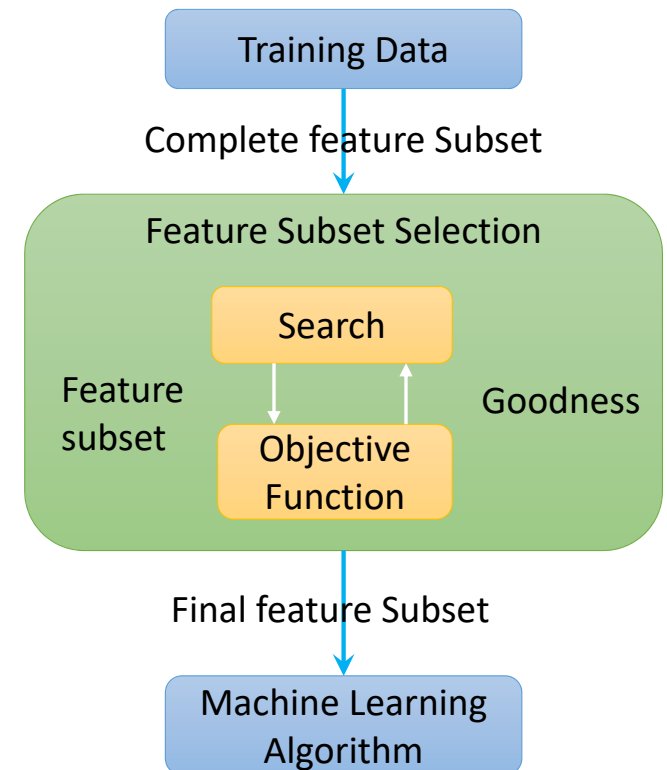 Training Data
Complete feature Subset
Feature Subset Selection
Search
Feature
subset
Goodness
Objective
Function
Final feature Subset
Machine Learning
Algorithm